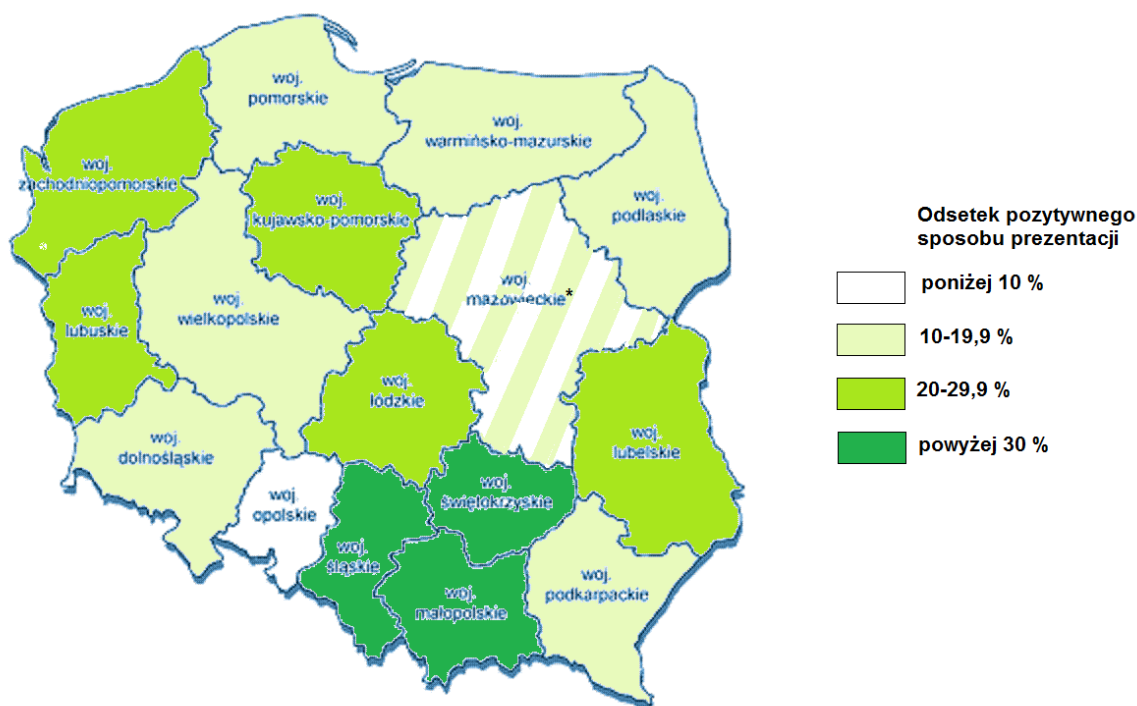 woj.
pomorskie
woj.
warmińsko-mazurskie
woj.
zachodniopomorskie
woj.
kujawsko-pomorskie
woj.
podlaskie
woj.
mazowieckie*
woj.
wielkopolskie
woj.
lubuskie
woj.
łódzkie
woj.
dolnośląskie
woj.
lubelskie
woj.
opolskie
woj.
świętokrzyskie
woj.
śląskie
woj.
małopolskie
woj.
podkarpackie
Odsetek pozytywnego
sposobu prezentacji
poniżej 10 %
10-19,9 %
20-29,9 %
powyżej 30 %